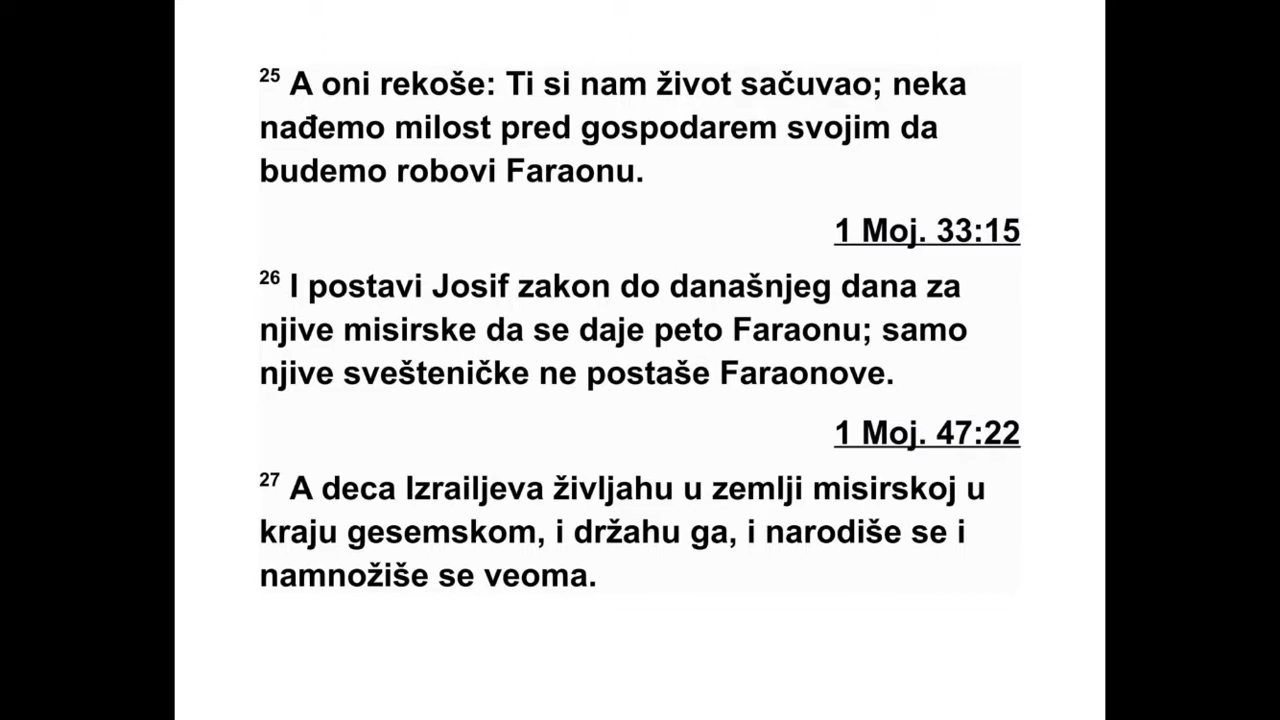 25 A oni rekoše: Ti si nam život sačuvao; neka
nađemo milost pred gospodarem svojim da
budemo robovi Faraonu.
1 Moj. 33:15
26 I postavi Josif zakon do današnjeg dana za
njive misirske da se daje peto Faraonu; samo
njive svešteničke ne postaše Faraonove.
1 Moj. 47:22
27 A deca Izrailjeva življahu u zemlji misirskoj u
kraju gesemskom, i držahu ga, i narodiše se i
namnožiše se veoma.